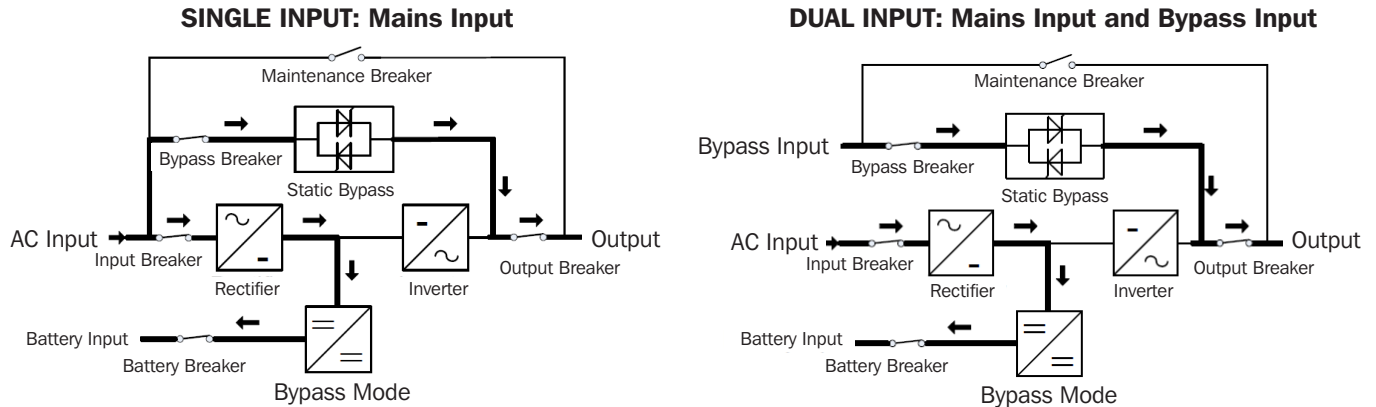 SINGLE INPUT: Mains Input
Maintenance Breaker
Bypass Breaker
Static Bypass
AC Input
Input Breaker
Rectifier
Inverter
Output Breaker
Output
Battery Input
Battery Breaker
Bypass Mode
DUAL INPUT: Mains Input and Bypass Input
Maintenance Breaker
Bypass Input
Bypass Breaker
Static Bypass
AC Input
Input Breaker
Rectifier
Inverter
Output Breaker
Output
Battery Input
Battery Breaker
Bypass Mode